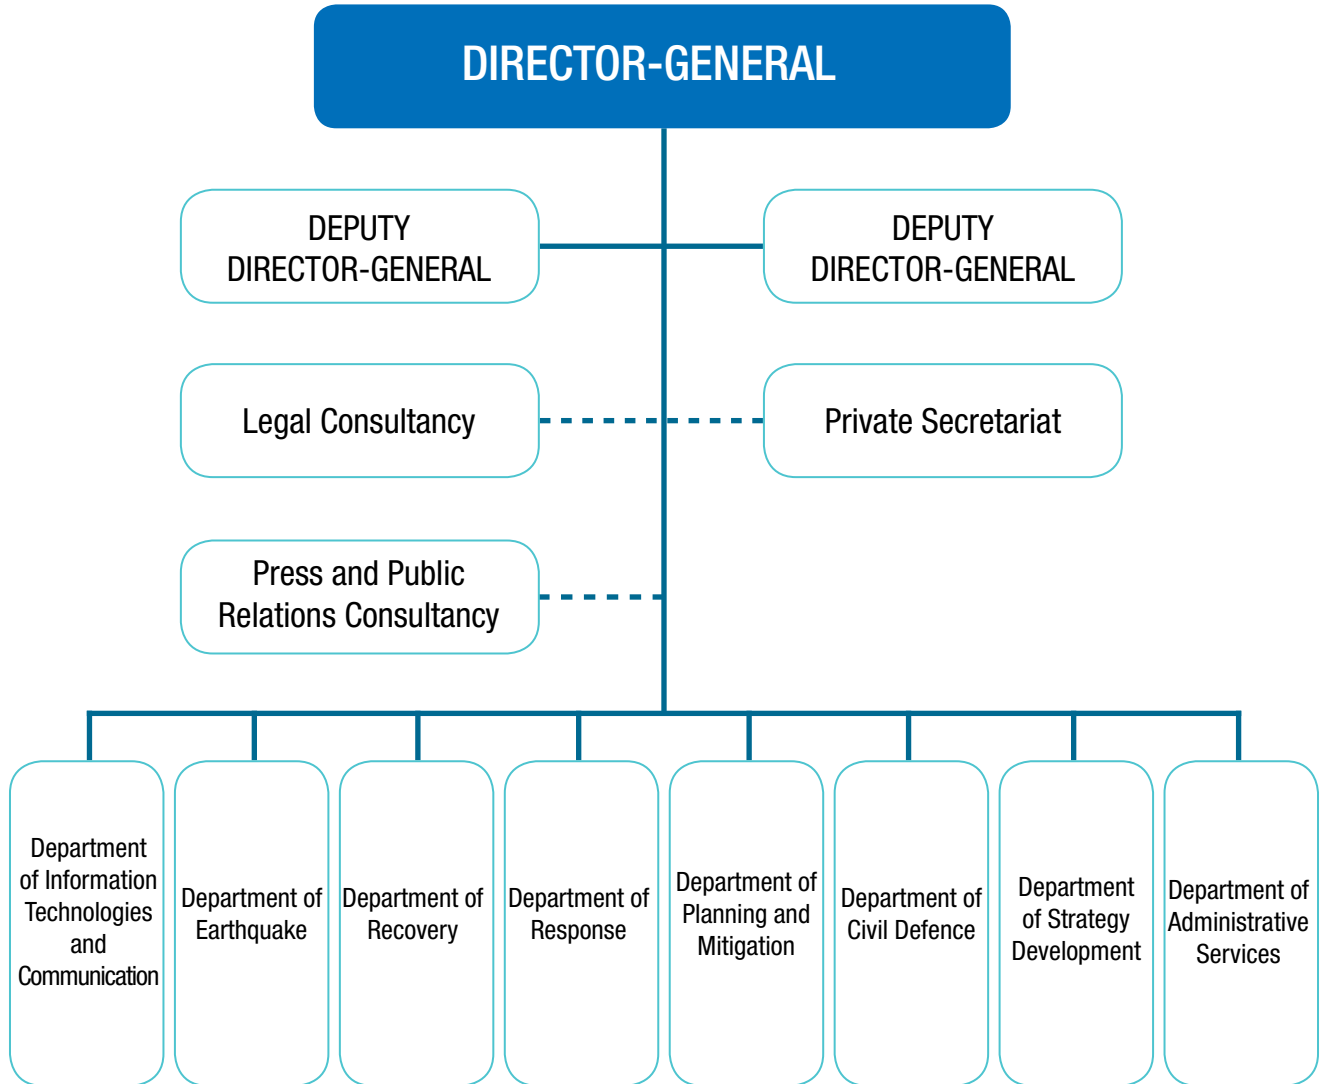 DIRECTOR-GENERAL
DEPUTY
DIRECTOR-GENERAL
DEPUTY
DIRECTOR-GENERAL
Legal Consultancy
Private Secretariat
Press and Public
Relations Consultancy
Department
of Information
Technologies
and
Communication
Department of
Earthquake
Department of
Recovery
Department of
Response
Department of
Planning and
Mitigation
Department of
Civil Defence
Department
of Strategy
Development
Department of
Administrative
Services